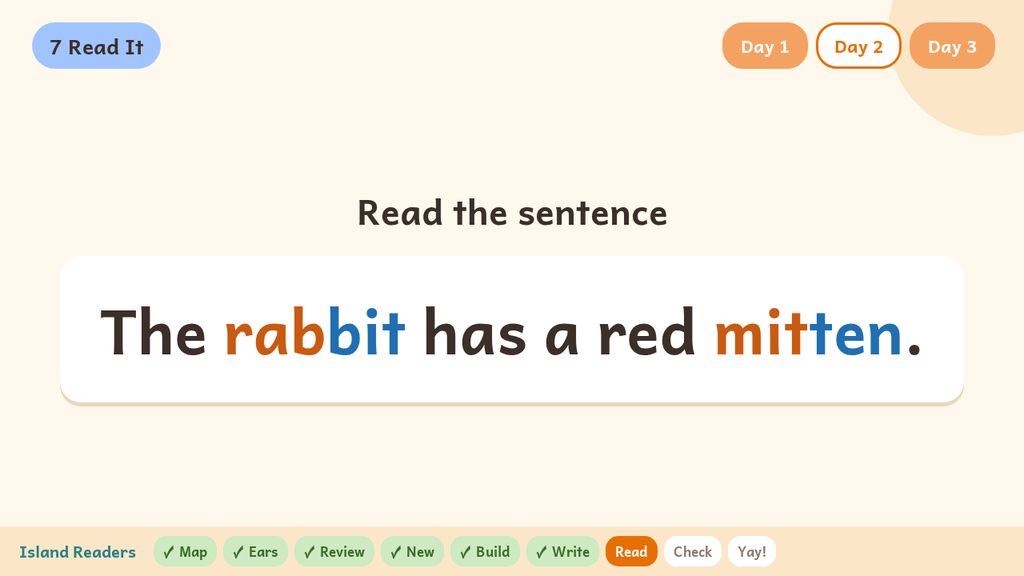 7 Read It
Day 1 Day 2 Day 3
Read the sentence
The rabbit has a red mitten.
Island Readers ✓ Map ✓ Ears ✓ Review ✓ New ✓ Build ✓ Write Read Check Yay!